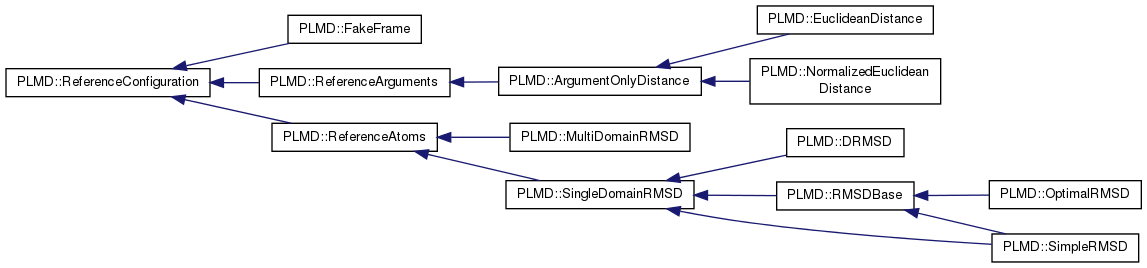 PLMD::EuclideanDistance
PLMD::FakeFrame
PLMD::ReferenceConfiguration
PLMD::ReferenceArguments
PLMD::ArgumentOnlyDistance
PLMD::NormalizedEuclidean
Distance
PLMD::ReferenceAtoms
PLMD::MultiDomainRMSD
PLMD::DRMSD
PLMD::SingleDomainRMSD
PLMD::RMSDBase
PLMD::OptimalRMSD
PLMD::SimpleRMSD